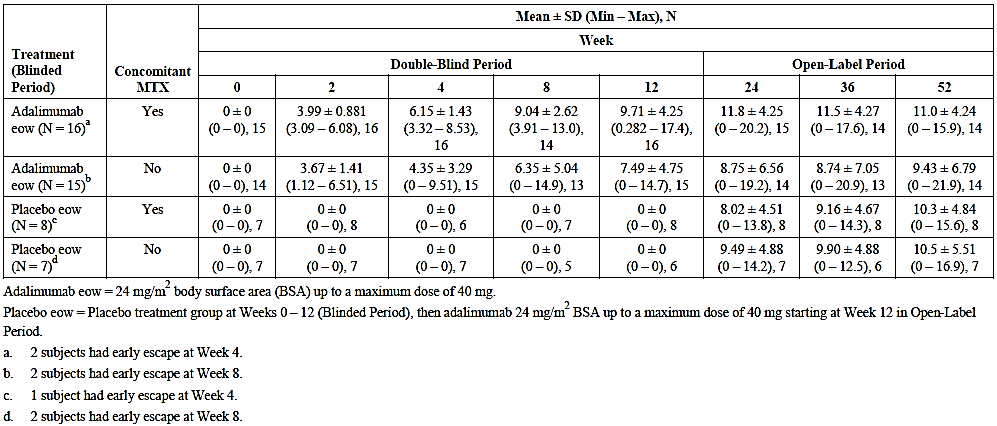 Mean ± SD (Min – Max), N
Week
Treatment (Blinded Period) Concomitant MTX Double-Blind Period Open-Label Period
0 2 4 8 12 24 36 52
Adalimumab Yes 0 ± 0 3.99 ± 0.881 6.15 ± 1.43 9.04 ± 2.62 9.71 ± 4.25 11.8 ± 4.25 11.5 ± 4.27 11.0 ± 4.24
eow (N = 16)a (0 – 0), 15 (3.09 – 6.08), 16 (3.32 – 8.53), 16 (3.91 – 13.0), 14 (0.282 – 17.4), 16 (0 – 20.2), 15 (0 – 17.6), 14 (0 – 15.9), 14
Adalimumab No 0 ± 0 3.67 ± 1.41 4.35 ± 3.29 6.35 ± 5.04 7.49 ± 4.75 8.75 ± 6.56 8.74 ± 7.05 9.43 ± 6.79
eow (N = 15)b (0 – 0), 14 (1.12 – 6.51), 15 (0 – 9.51), 15 (0 – 14.9), 13 (0 – 14.7), 15 (0 – 19.2), 14 (0 – 20.9), 13 (0 – 21.9), 14
Placebo eow Yes 0 ± 0 0 ± 0 0 ± 0 0 ± 0 0 ± 0 8.02 ± 4.51 9.16 ± 4.67 10.3 ± 4.84
(N = 8)c (0 – 0), 7 (0 – 0), 8 (0 – 0), 6 (0 – 0), 7 (0 – 0), 8 (0 – 13.8), 8 (0 – 14.3), 8 (0 – 15.6), 8
Placebo eow No 0 ± 0 0 ± 0 0 ± 0 0 ± 0 0 ± 0 9.49 ± 4.88 9.90 ± 4.88 10.5 ± 5.51
(N = 7)d (0 – 0), 7 (0 – 0), 7 (0 – 0), 7 (0 – 0), 5 (0 – 0), 6 (0 – 14.2), 7 (0 – 12.5), 6 (0 – 16.9), 7
Adalimumab eow = 24 mg/m2 body surface area (BSA) up to a maximum dose of 40 mg.
Placebo eow = Placebo treatment group at Weeks 0 – 12 (Blinded Period), then adalimumab 24 mg/m2 BSA up to a maximum dose of 40 mg starting at Week 12 in Open-Label
Period.
a. 2 subjects had early escape at Week 4.
b. 2 subjects had early escape at Week 8.
c. 1 subject had early escape at Week 4.
d. 2 subjects had early escape at Week 8.